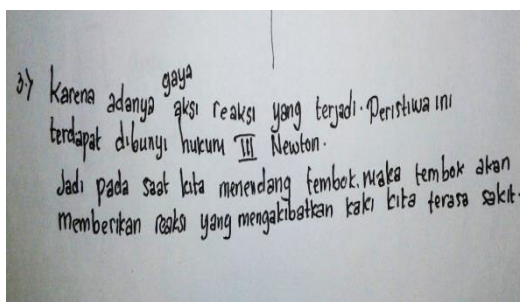 3.) Karena adanya gaya aksi reaksi yang terjadi. Peristiwa ini
terdapat dibunyi hukum III Newton.
Jadi pada saat kita menendang tembok, maka tembok akan
memberikan reaksi yang mengakibatkan kaki kita terasa sakit.